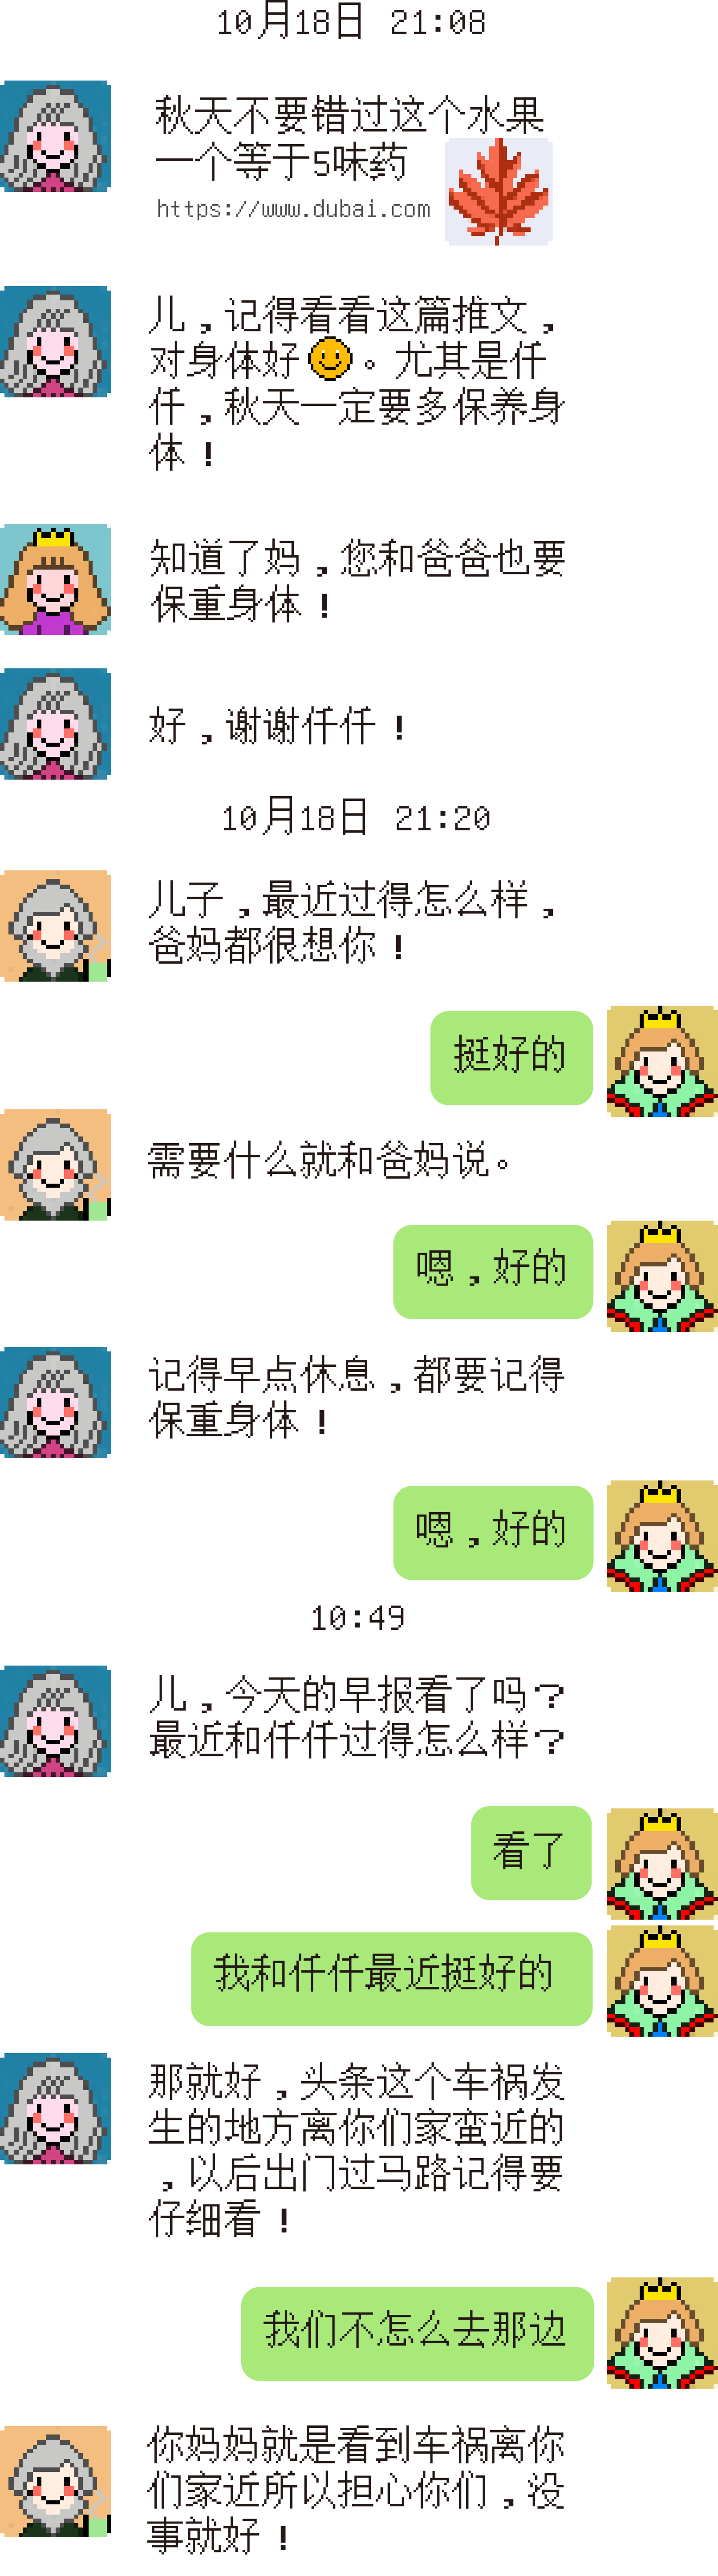 10月18日 21:08
秋天不要错过这个水果
一个等于5味药
https://www.dubai.com
儿，记得看看这篇推文，
对身体好。尤其是仟
仟，秋天一定要多保养身
体！
知道了妈，您和爸爸也要
保重身体！
好，谢谢仟仟！
10月18日 21:20
儿子，最近过得怎么样，
爸妈都很想你！
挺好的
需要什么就和爸妈说。
嗯，好的
记得早点休息，都要记得
保重身体！
嗯，好的
10:49
儿，今天的早报看了吗？
最近和仟仟过得怎么样？
看了
我和仟仟最近挺好的
那就好，头条这个车祸发
生的地方离你们家蛮近的
，以后出门过马路记得要
仔细看！
我们不怎么去那边
你妈妈就是看到车祸离你
们家近所以担心你们，没
事就好！